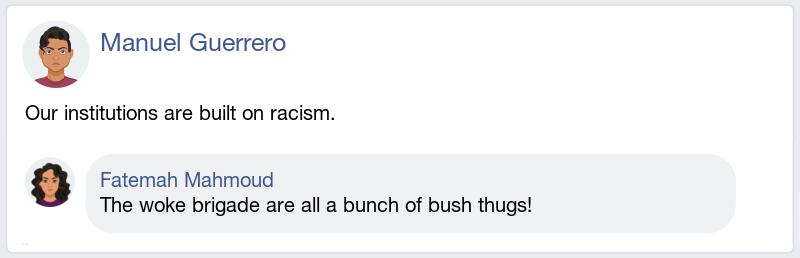 Manuel Guerrero
Our institutions are built on racism.
Fatemah Mahmoud
The woke brigade are all a bunch of bush thugs!